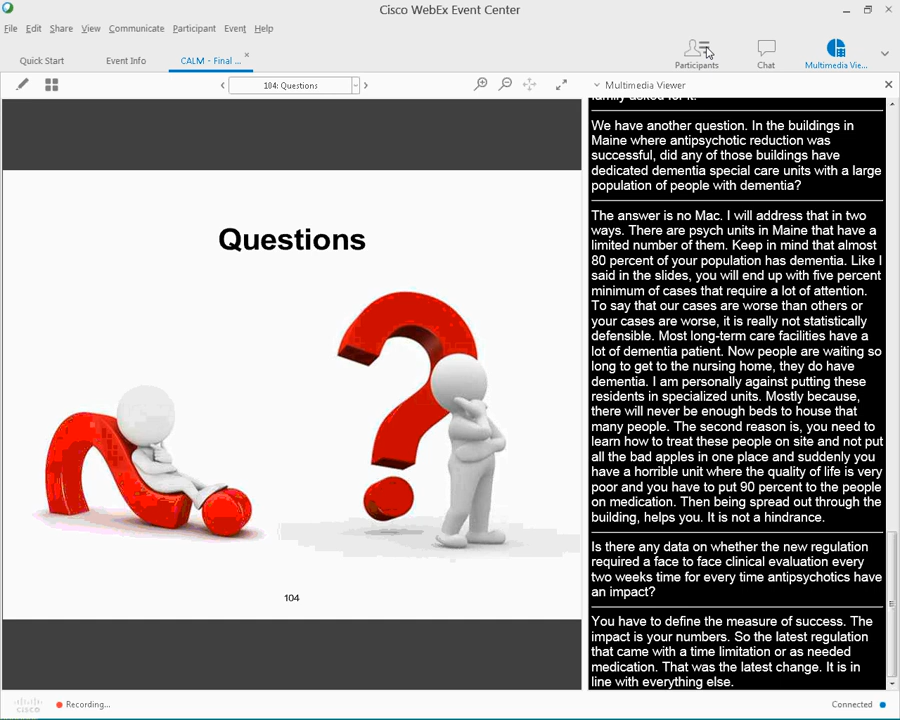 Cisco WebEx Event Center
File Edit Share View Communicate Participant Event Help
Quick Start
Event Info
CALM - Final ...
Participants
Chat
Multimedia Vie...
104: Questions
Multimedia Viewer
family asked for it.
We have another question. In the buildings in
Maine where antipsychotic reduction was
successful, did any of those buildings have
dedicated dementia special care units with a large
population of people with dementia?
The answer is no Mac. I will address that in two
ways. There are psych units in Maine that have a
limited number of them. Keep in mind that almost
80 percent of your population has dementia. Like I
said in the slides, you will end up with five percent
minimum of cases that require a lot of attention.
To say that our cases are worse than others or
your cases are worse, it is really not statistically
defensible. Most long-term care facilities have a
lot of dementia patient. Now people are waiting so
long to get to the nursing home, they do have
dementia. I am personally against putting these
residents in specialized units. Mostly because,
there will never be enough beds to house that
many people. The second reason is, you need to
learn how to treat these people on site and not put
all the bad apples in one place and suddenly you
have a horrible unit where the quality of life is very
poor and you have to put 90 percent to the people
on medication. Then being spread out through the
building, helps you. It is not a hindrance.
Is there any data on whether the new regulation
required a face to face clinical evaluation every
two weeks time for every time antipsychotics have
an impact?
You have to define the measure of success. The
impact is your numbers. So the latest regulation
that came with a time limitation or as needed
medication. That was the latest change. It is in
line with everything else.
Questions
104
cisco
Recording...
Connected